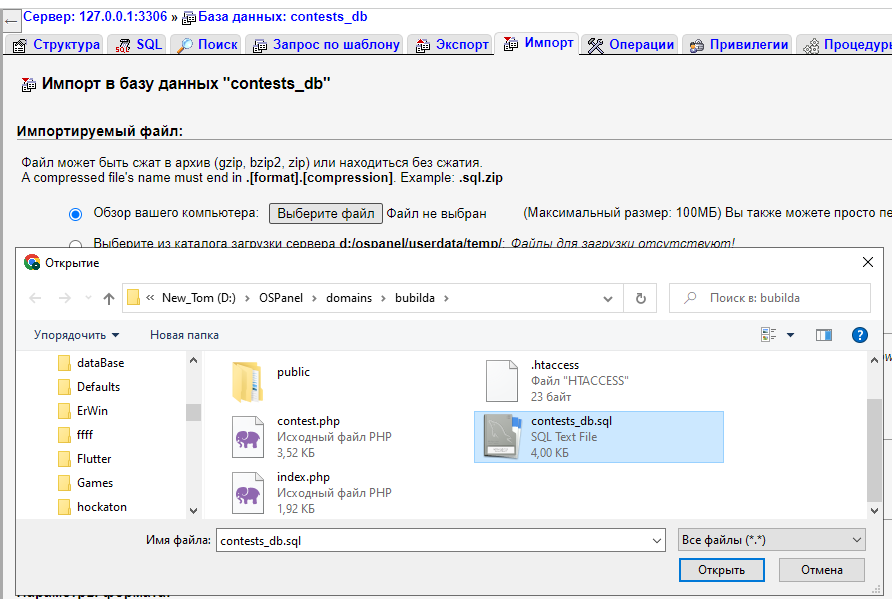 Сервер: 127.0.0.1:3306 » База данных: contests_db
Структура SQL Поиск Запрос по шаблону Экспорт Импорт Операции Привилегии Процедуры
Импорт в базу данных "contests_db"
Импортируемый файл:
Файл может быть сжат в архив (gzip, bzip2, zip) или находиться без сжатия.
A compressed file's name must end in .[format].[compression]. Example: .sql.zip
Обзор вашего компьютера: Выберите файл Файл не выбран (Максимальный размер: 100МБ) Вы также можете просто пе
Выберите из каталога загрузки сервера d:/ospanel/userdata/temp/: Файлы для загрузки отсутствуют!
Открытие
« New_Tom (D:) › OSPanel › domains › bubilda › Поиск в: bubilda
Упорядочить Новая папка
dataBase
Defaults
ErWin
ffff
Flutter
Games
hockaton
public
.htaccess
Файл "HTACCESS"
23 байт
contest.php
Исходный файл PHP
3,52 КБ
contests_db.sql
SQL Text File
4,00 КБ
index.php
Исходный файл PHP
1,92 КБ
Имя файла: contests_db.sql Все файлы (*.*)
Открыть Отмена
Параметры формата: